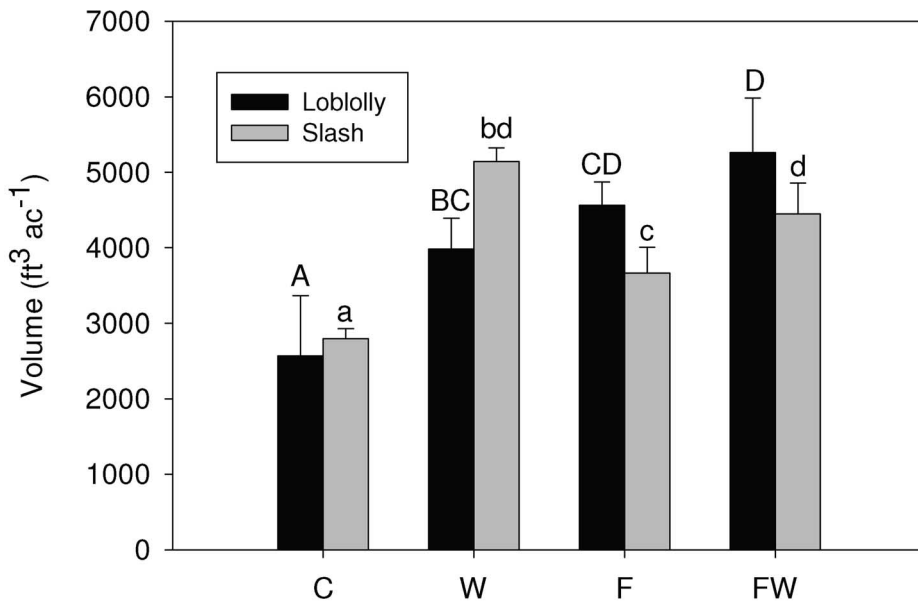 7000
6000
5000
4000
3000
2000
1000
0
Volume (ft³ ac⁻¹)
Loblolly
Slash
A
a
BC
bd
CD
c
D
d
C
W
F
FW